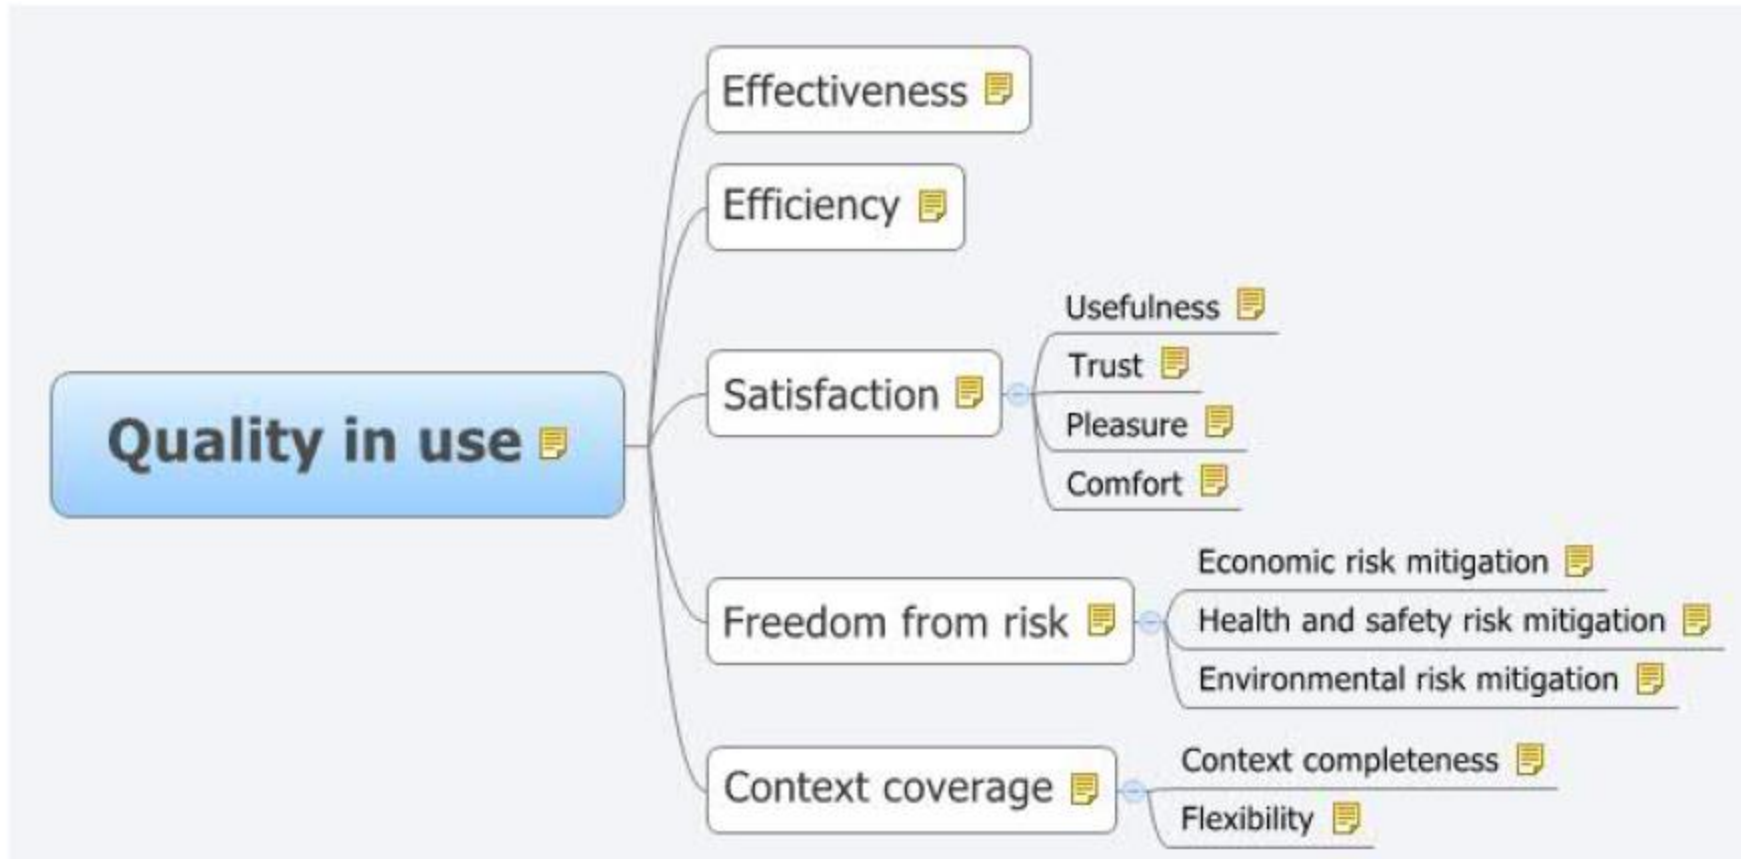 Quality in use
Effectiveness
Efficiency
Satisfaction
Usefulness
Trust
Pleasure
Comfort
Freedom from risk
Economic risk mitigation
Health and safety risk mitigation
Environmental risk mitigation
Context coverage
Context completeness
Flexibility